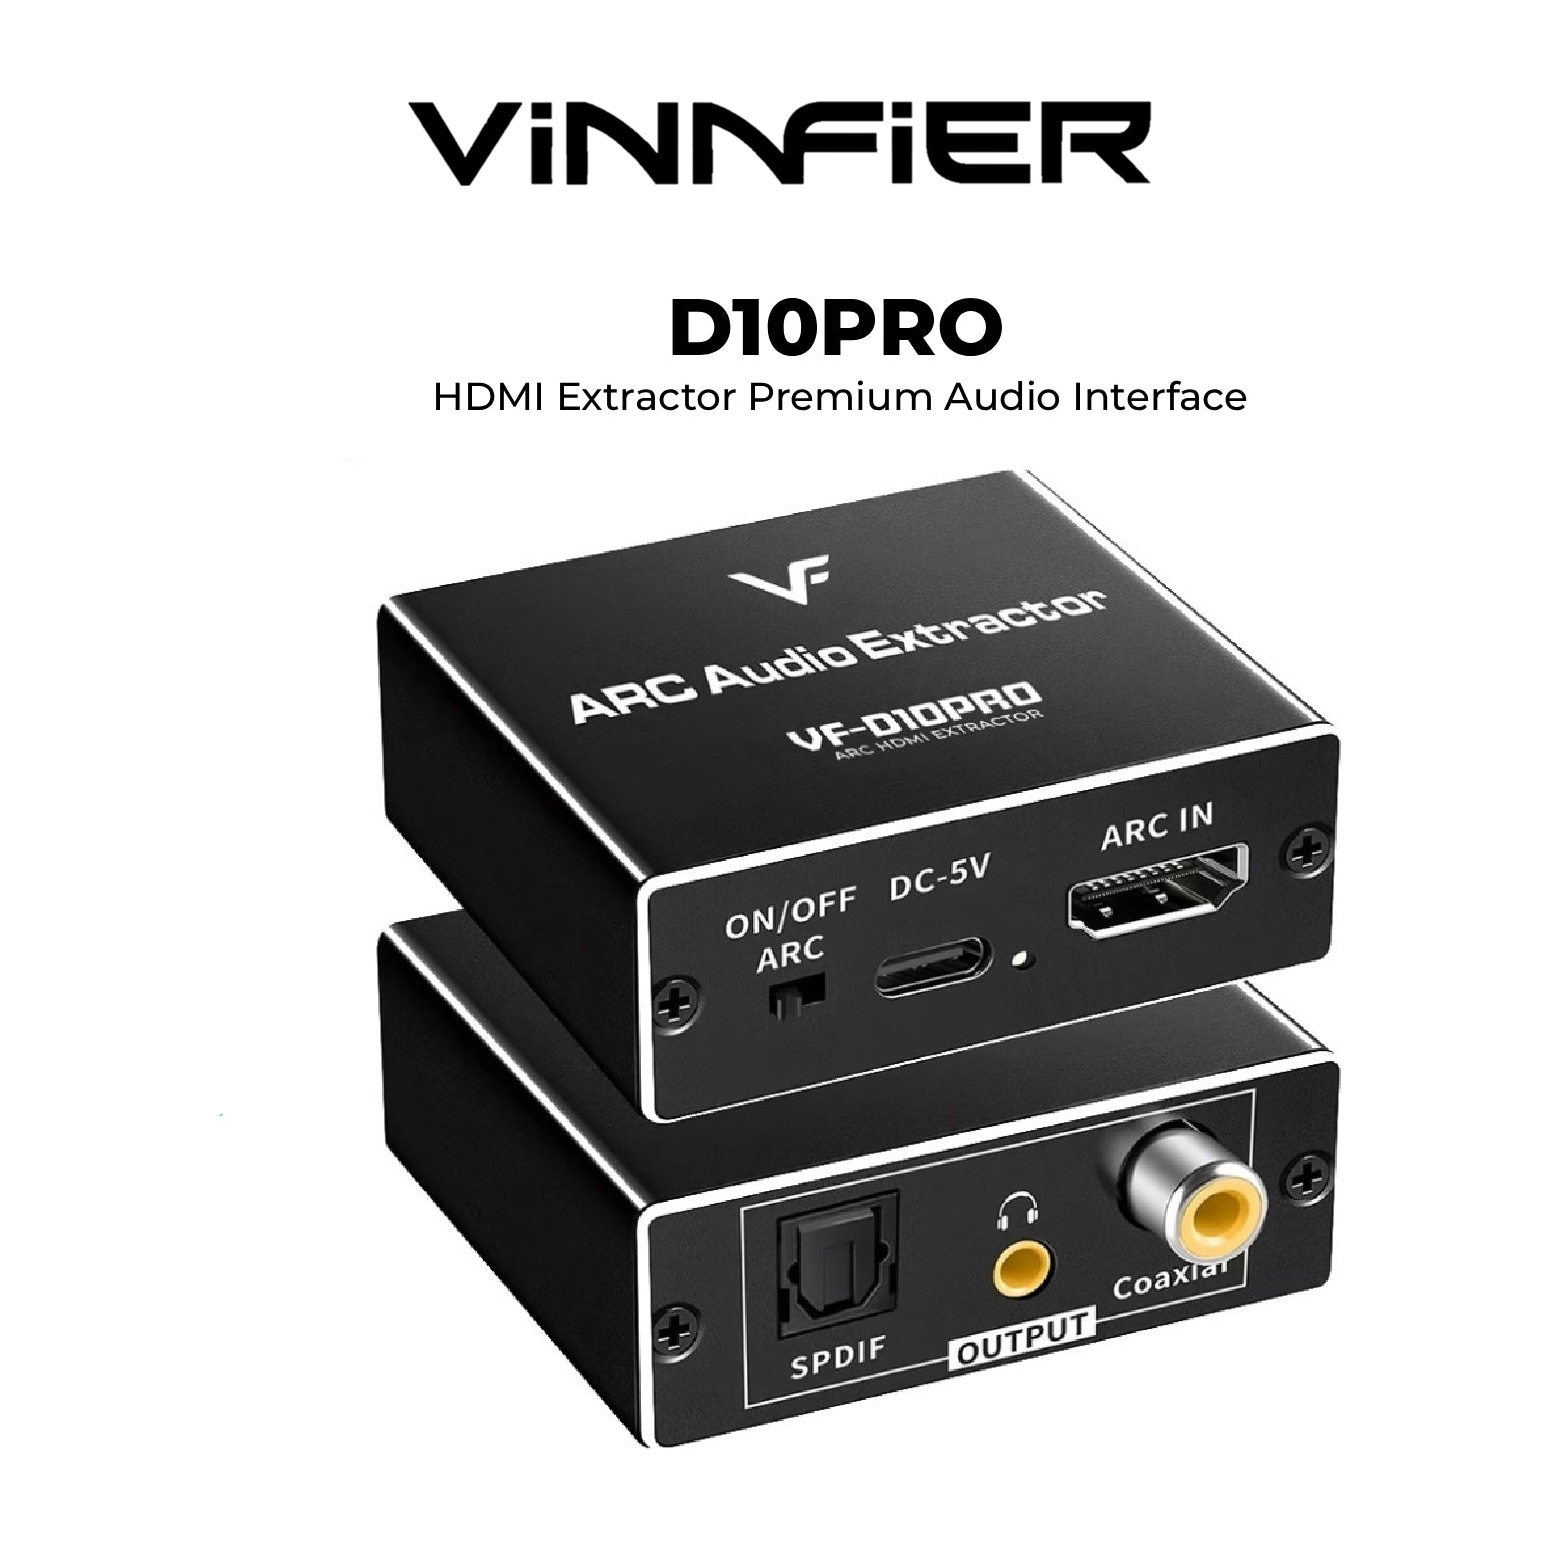 ViNNFiER
D10PRO
HDMI Extractor Premium Audio Interface
VF
ARC Audio Extractor
VF-D10PRO
ARC HDMI EXTRACTOR
ARC IN
DC-5V
ON/OFF
ARC
Coaxial
SPDIF
OUTPUT